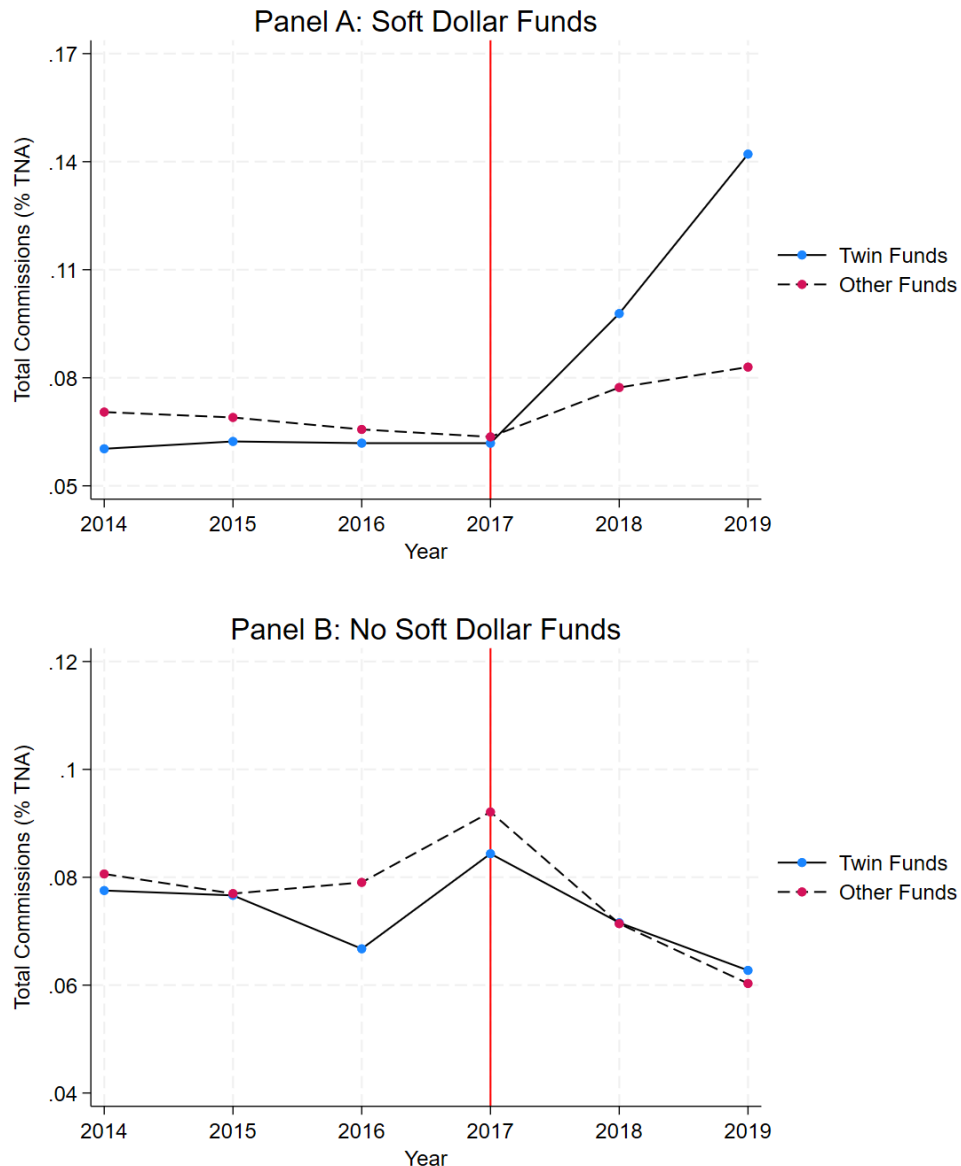 Panel A: Soft Dollar Funds
Total Commissions (% TNA)
.17
.14
.11
.08
.05
2014 2015 2016 2017 2018 2019
Year
Twin Funds
Other Funds
Panel B: No Soft Dollar Funds
Total Commissions (% TNA)
.12
.1
.08
.06
.04
2014 2015 2016 2017 2018 2019
Year
Twin Funds
Other Funds